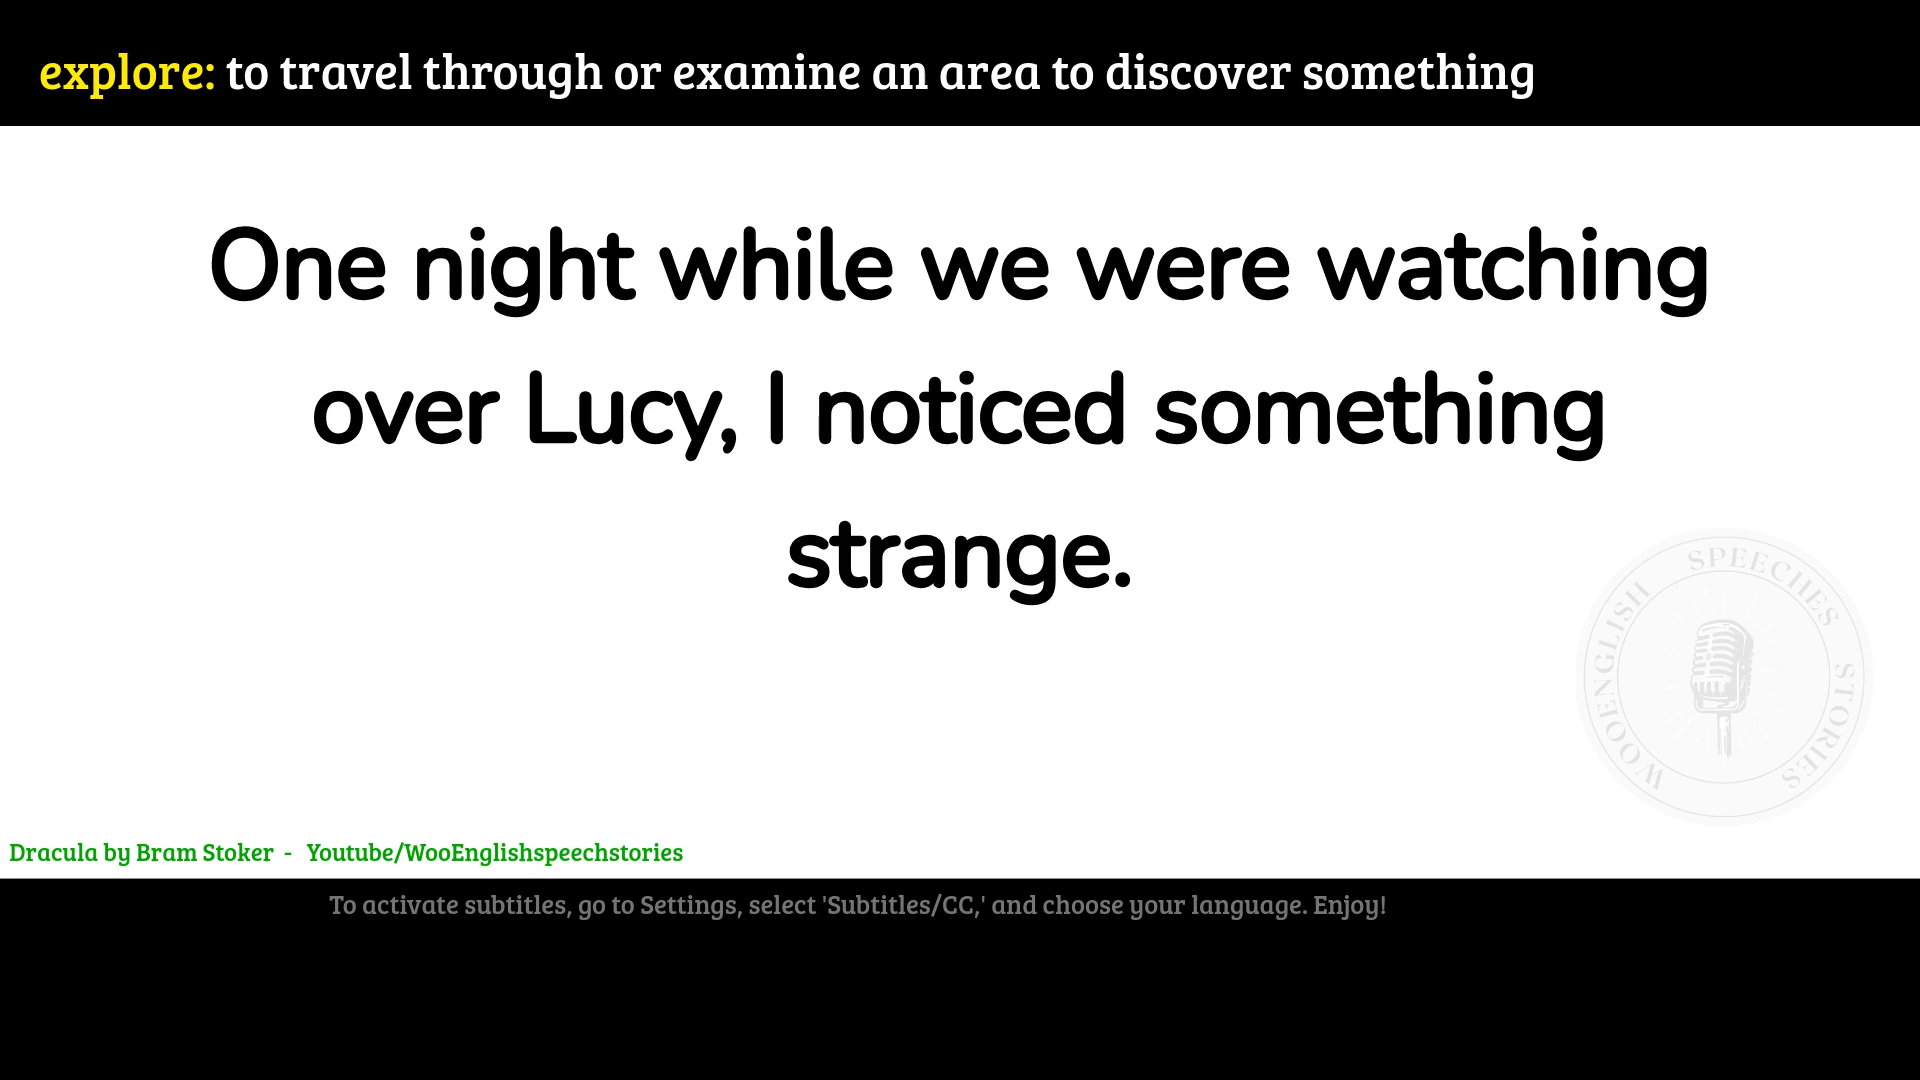 explore: to travel through or examine an area to discover something
One night while we were watching
over Lucy, I noticed something
strange.
WOOENGLISH SPEECHES STORIES
Dracula by Bram Stoker - Youtube/WooEnglishspeechstories
To activate subtitles, go to Settings, select 'Subtitles/CC,' and choose your language. Enjoy!